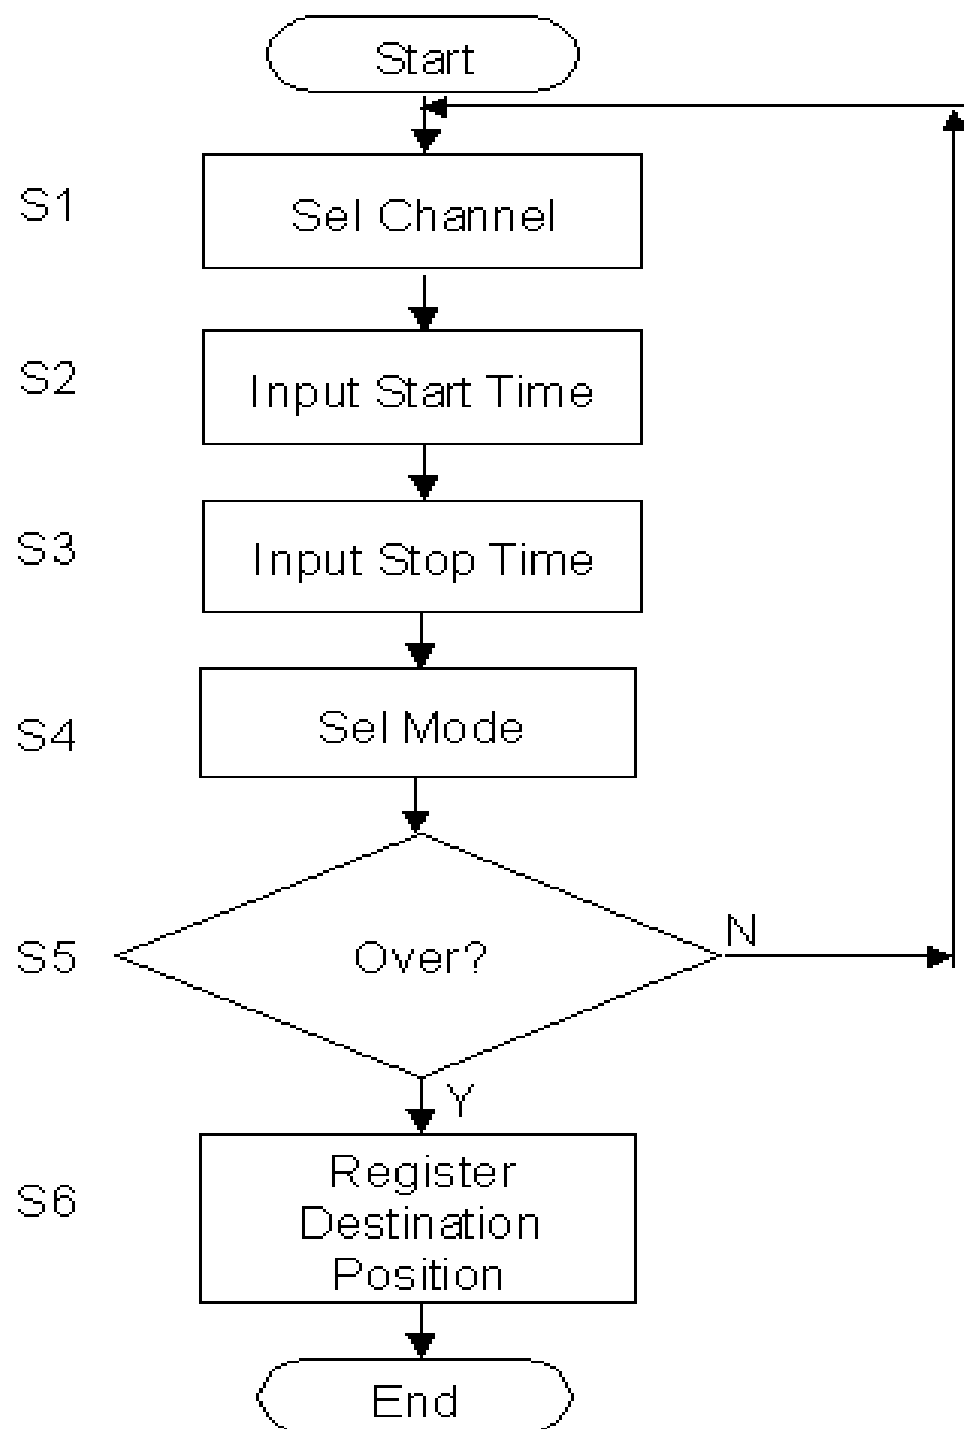 Start
S1
Sel Channel
S2
Input Start Time
S3
Input Stop Time
S4
Sel Mode
S5
Over?
N
Y
S6
Register
Destination
Position
End